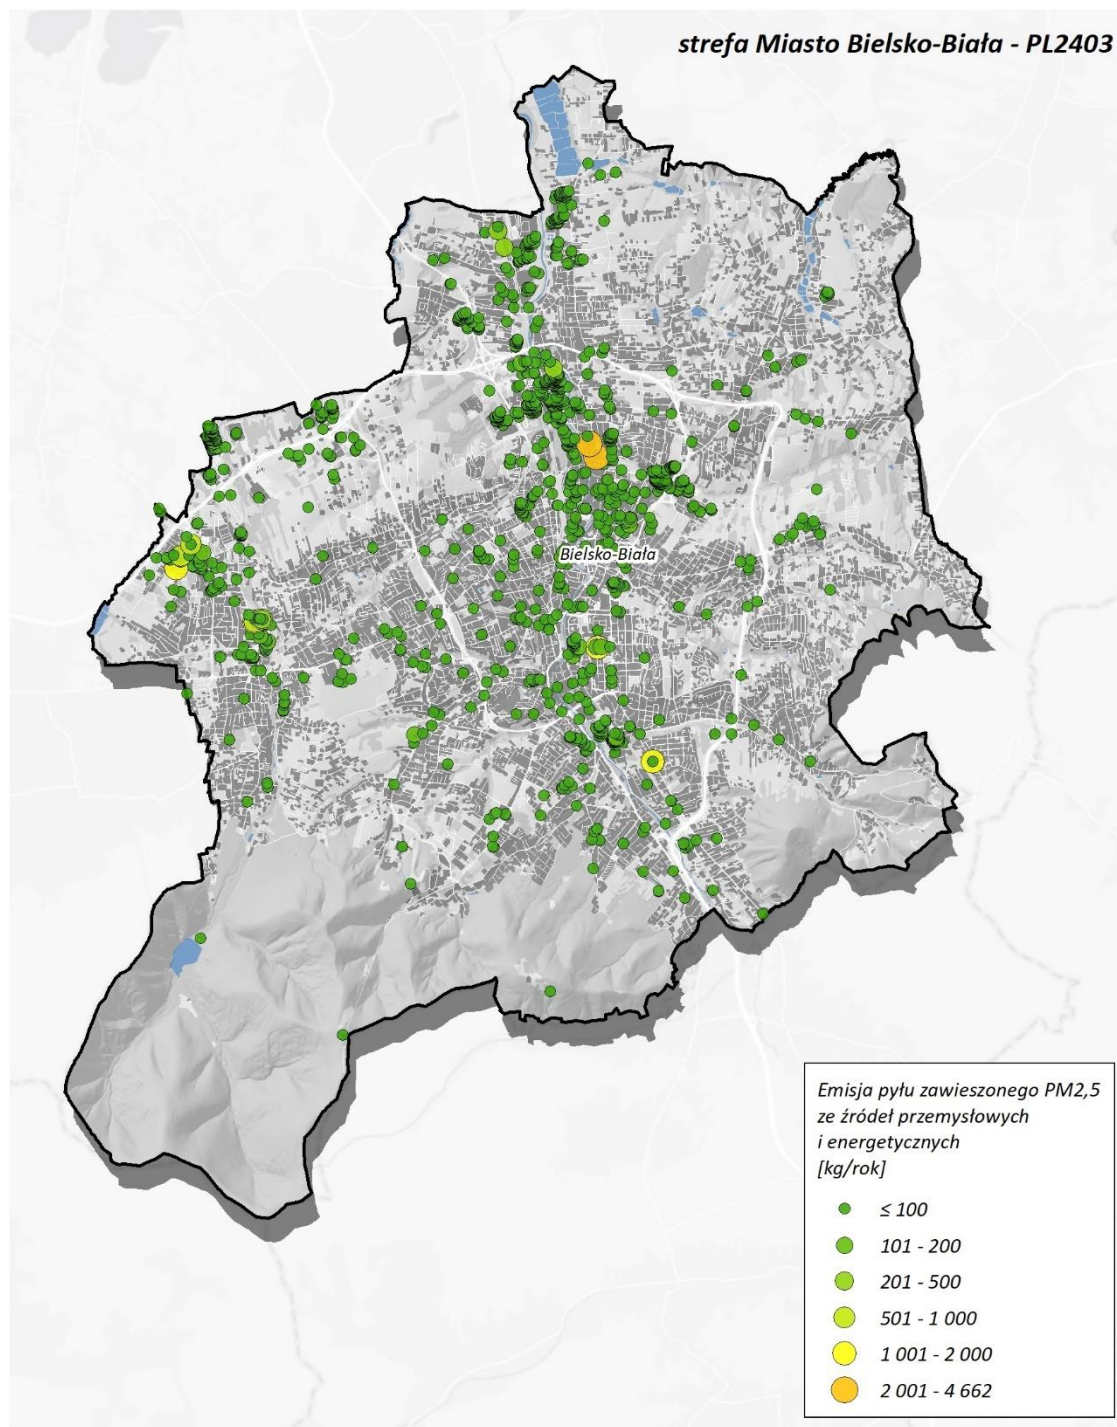 strefa Miasto Bielsko-Biała - PL2403
Bielsko-Biała
Emisja pyłu zawieszonego PM2,5
ze źródeł przemysłowych
i energetycznych
[kg/rok]
≤ 100
101 - 200
201 - 500
501 - 1 000
1 001 - 2 000
2 001 - 4 662